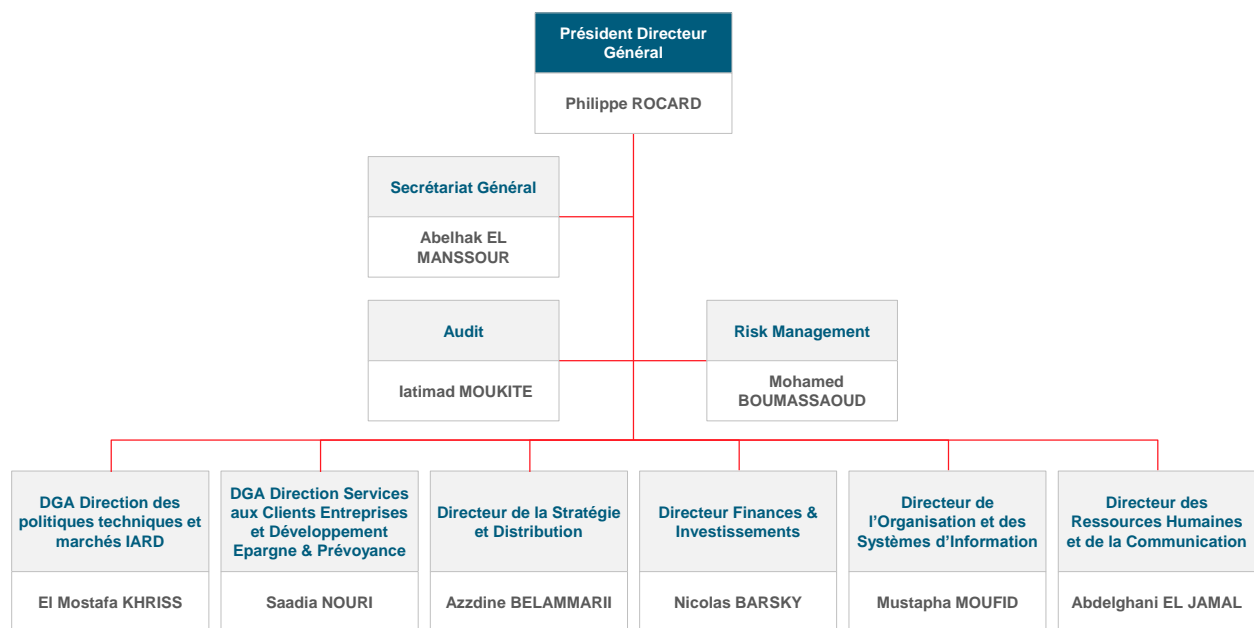 Président Directeur
Général
Philippe ROCARD
Secrétariat Général
Abelhak EL
MANSSOUR
Audit
Iatimad MOUKITE
Risk Management
Mohamed
BOUMASSAOUD
DGA Direction des
politiques techniques et
marchés IARD
El Mostafa KHRISS
DGA Direction Services
aux Clients Entreprises
et Développement
Epargne & Prévoyance
Saadia NOURI
Directeur de la Stratégie
et Distribution
Azzdine BELAMMARII
Directeur Finances &
Investissements
Nicolas BARSKY
Directeur de
l’Organisation et des
Systèmes d’Information
Mustapha MOUFID
Directeur des
Ressources Humaines
et de la Communication
Abdelghani EL JAMAL